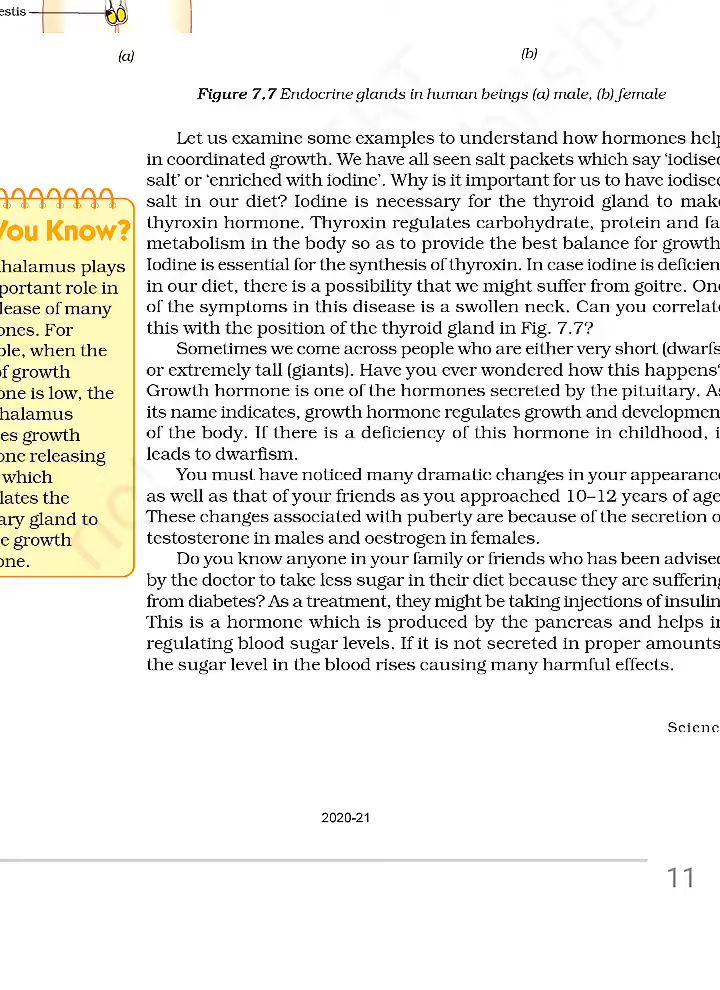 estis
(a)
(b)
Figure 7.7 Endocrine glands in human beings (a) male, (b) female
Let us examine some examples to understand how hormones help
in coordinated growth. We have all seen salt packets which say ‘iodised
salt’ or ‘enriched with iodine’. Why is it important for us to have iodised
salt in our diet? Iodine is necessary for the thyroid gland to make
thyroxin hormone. Thyroxin regulates carbohydrate, protein and fa
metabolism in the body so as to provide the best balance for growth
Iodine is essential for the synthesis of thyroxin. In case iodine is deficien
in our diet, there is a possibility that we might suffer from goitre. One
of the symptoms in this disease is a swollen neck. Can you correlate
this with the position of the thyroid gland in Fig. 7.7?
Sometimes we come across people who are either very short (dwarfs
or extremely tall (giants). Have you ever wondered how this happens?
Growth hormone is one of the hormones secreted by the pituitary. As
its name indicates, growth hormone regulates growth and developmen
of the body. If there is a deficiency of this hormone in childhood, i
leads to dwarfism.
You must have noticed many dramatic changes in your appearance
as well as that of your friends as you approached 10–12 years of age
These changes associated with puberty are because of the secretion o
testosterone in males and oestrogen in females.
Do you know anyone in your family or friends who has been advised
by the doctor to take less sugar in their diet because they are suffering
from diabetes? As a treatment, they might be taking injections of insulin
This is a hormone which is produced by the pancreas and helps in
regulating blood sugar levels. If it is not secreted in proper amounts
the sugar level in the blood rises causing many harmful effects.
You Know?
halamus plays
portant role in
lease of many
ones. For
ple, when the
of growth
one is low, the
halamus
es growth
one releasing
which
lates the
ary gland to
e growth
one.
Scienc
2020-21
11